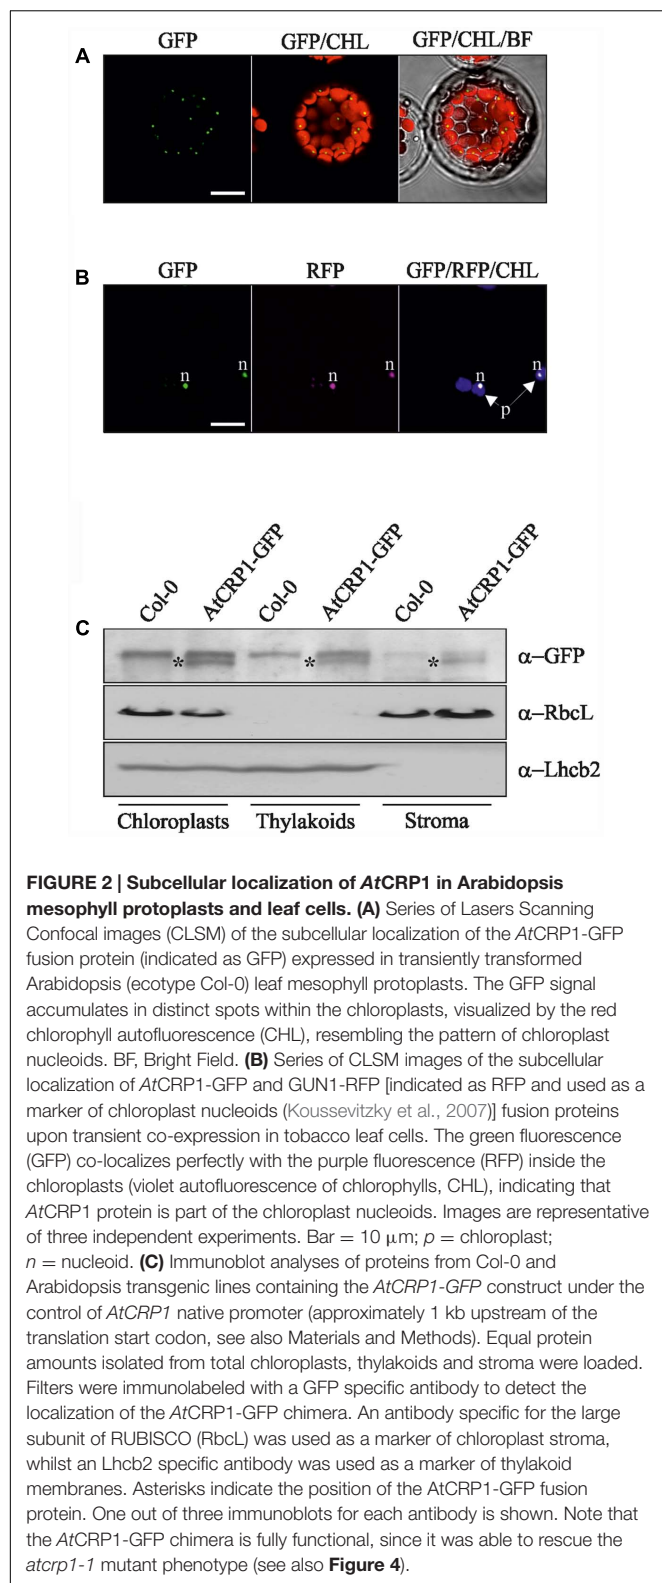 GFP GFP/CHL GFP/CHL/BF
A
B
GFP RFP GFP/RFP/CHL
n n n n n n
p
Col-0 AtCRP1-GFP Col-0 AtCRP1-GFP Col-0 AtCRP1-GFP
C
* * * α–GFP
α–RbcL
α–Lhcb2
Chloroplasts Thylakoids Stroma
FIGURE 2 | Subcellular localization of AtCRP1 in Arabidopsis
mesophyll protoplasts and leaf cells. (A) Series of Lasers Scanning
Confocal images (CLSM) of the subcellular localization of the AtCRP1-GFP
fusion protein (indicated as GFP) expressed in transiently transformed
Arabidopsis (ecotype Col-0) leaf mesophyll protoplasts. The GFP signal
accumulates in distinct spots within the chloroplasts, visualized by the red
chlorophyll autofluorescence (CHL), resembling the pattern of chloroplast
nucleoids. BF, Bright Field. (B) Series of CLSM images of the subcellular
localization of AtCRP1-GFP and GUN1-RFP [indicated as RFP and used as a
marker of chloroplast nucleoids (Koussevitzky et al., 2007)] fusion proteins
upon transient co-expression in tobacco leaf cells. The green fluorescence
(GFP) co-localizes perfectly with the purple fluorescence (RFP) inside the
chloroplasts (violet autofluorescence of chlorophylls, CHL), indicating that
AtCRP1 protein is part of the chloroplast nucleoids. Images are representative
of three independent experiments. Bar = 10 μm; p = chloroplast;
n = nucleoid. (C) Immunoblot analyses of proteins from Col-0 and
Arabidopsis transgenic lines containing the AtCRP1-GFP construct under the
control of AtCRP1 native promoter (approximately 1 kb upstream of the
translation start codon, see also Materials and Methods). Equal protein
amounts isolated from total chloroplasts, thylakoids and stroma were loaded.
Filters were immunolabeled with a GFP specific antibody to detect the
localization of the AtCRP1-GFP chimera. An antibody specific for the large
subunit of RUBISCO (RbcL) was used as a marker of chloroplast stroma,
whilst an Lhcb2 specific antibody was used as a marker of thylakoid
membranes. Asterisks indicate the position of the AtCRP1-GFP fusion
protein. One out of three immunoblots for each antibody is shown. Note that
the AtCRP1-GFP chimera is fully functional, since it was able to rescue the
atcrp1-1 mutant phenotype (see also Figure 4).